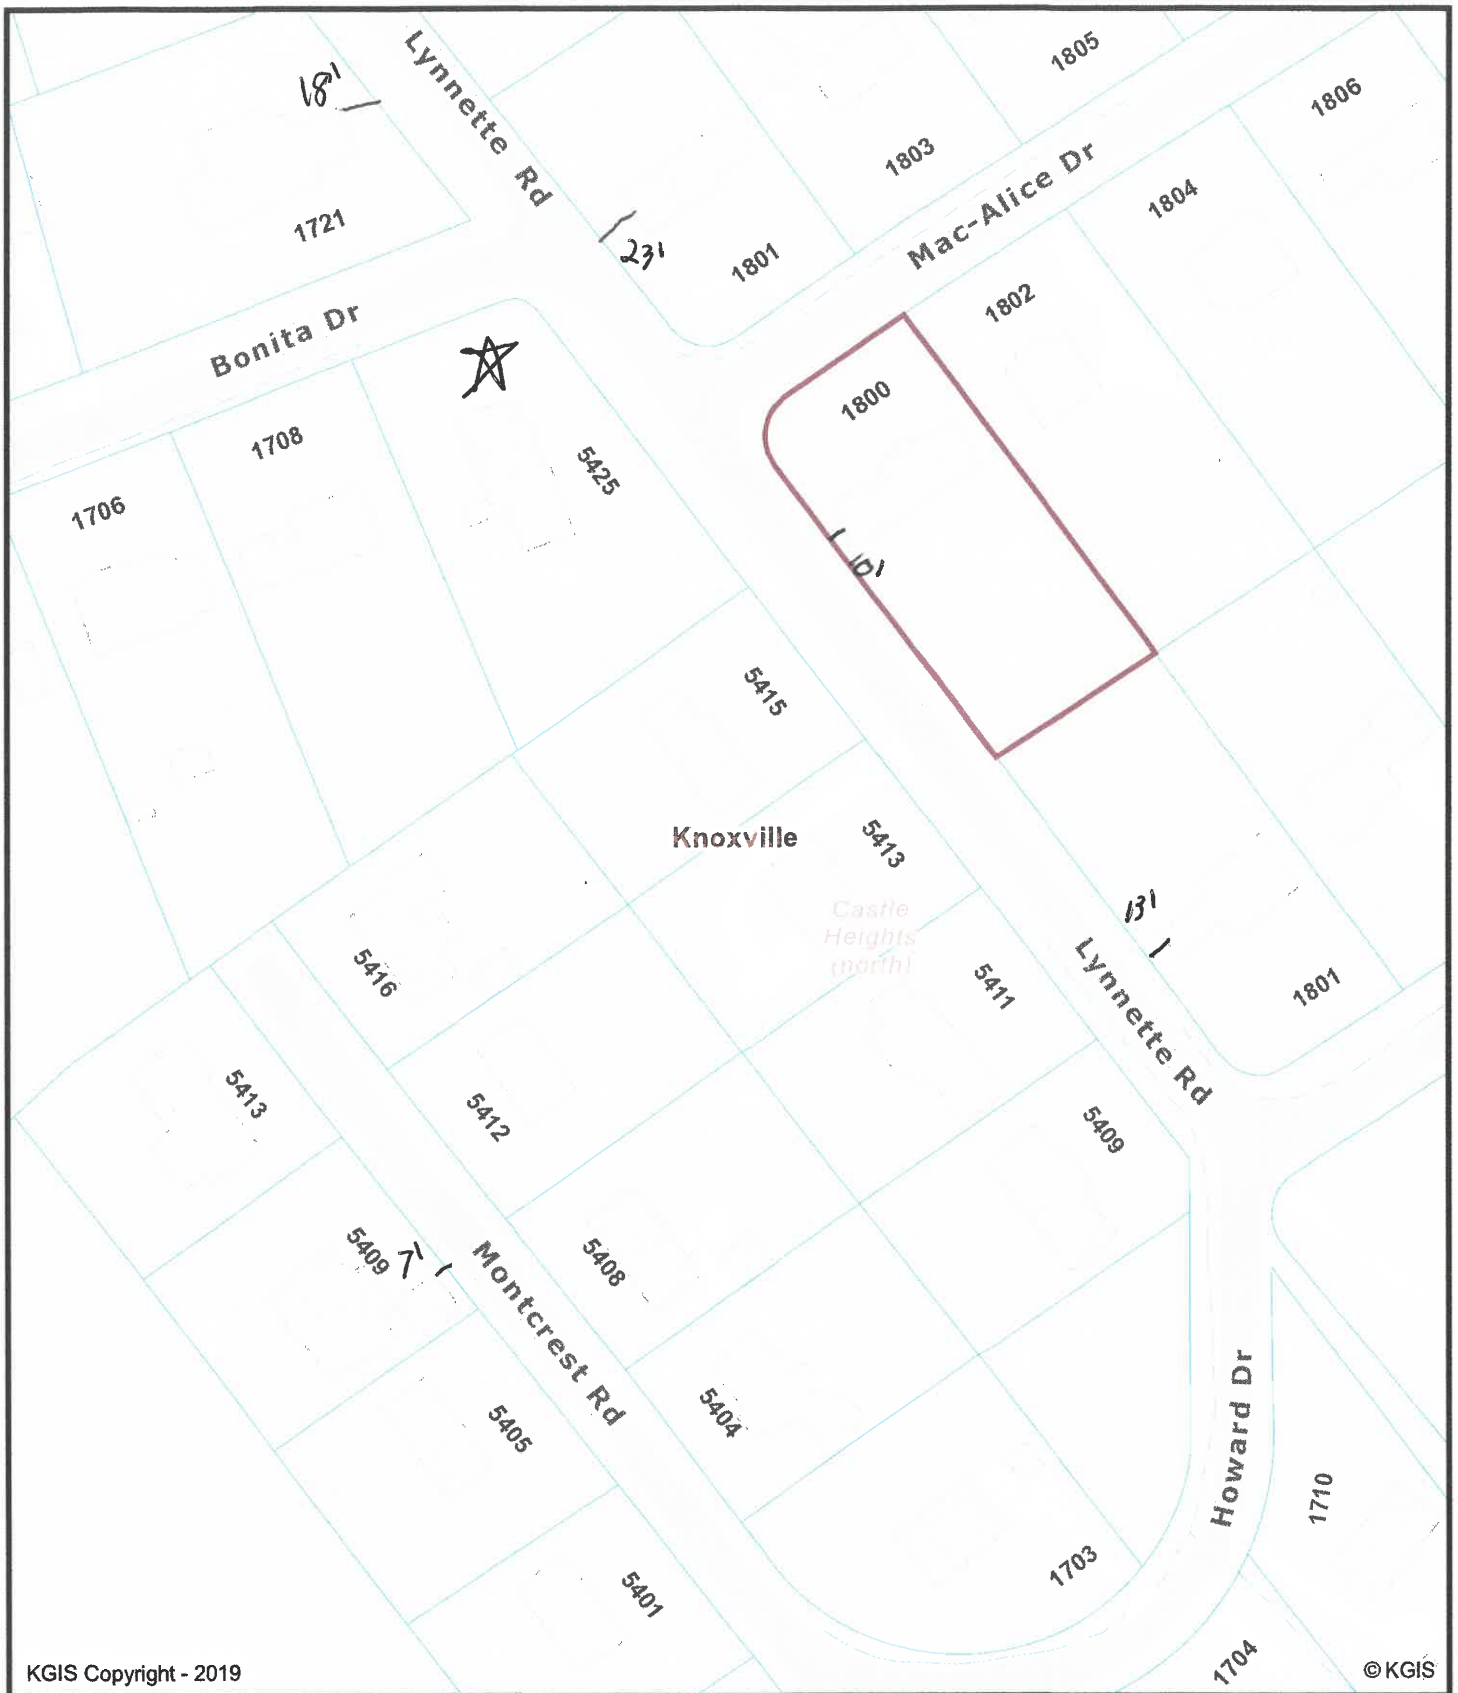 Lynnette Rd
1805
1806
18'
1803
1804
Mac-Alice Dr
1721
23'
1801
1802
Bonita Dr
1800
1708
5425
1706
10'
5415
Knoxville
5413
Castle
Heights
(north)
13'
5416
5411
Lynnette Rd
1801
5413
5412
5409
5409
7'
Montcrest Rd
5408
5404
5405
Howard Dr
1710
1703
5401
1704
KGIS Copyright - 2019
© KGIS